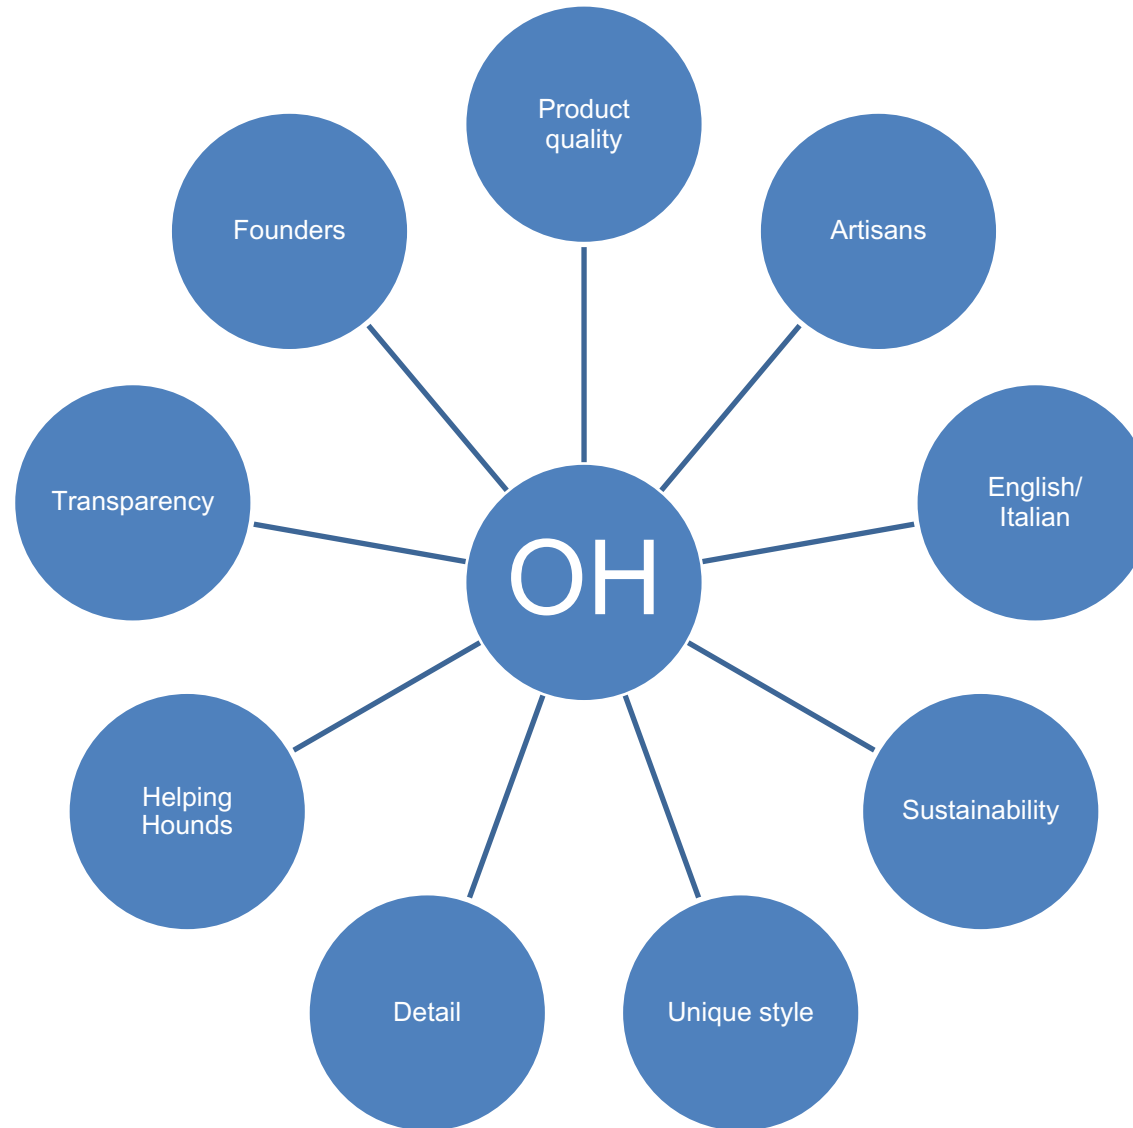 Product
quality
Founders
Artisans
Transparency
English/
Italian
OH
Helping
Hounds
Sustainability
Detail
Unique style